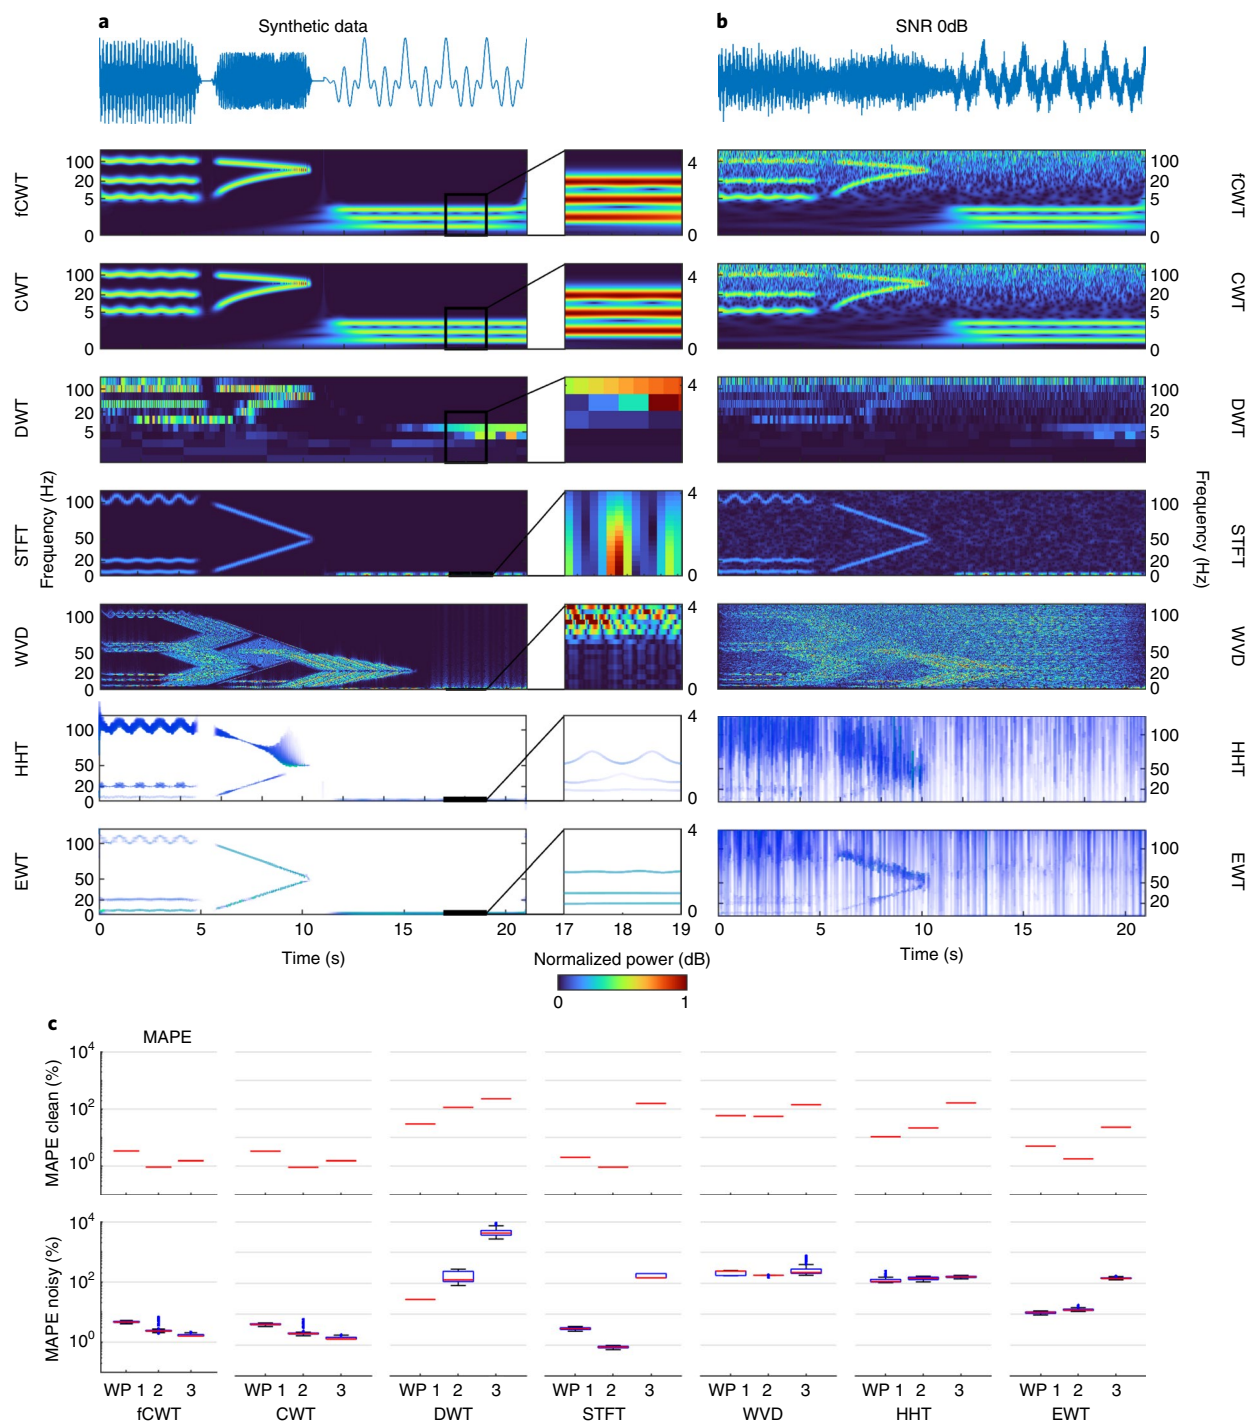 a
Synthetic data
b
SNR 0dB
fCWT
100
20
5
0
4
0
100
20
5
0
fCWT
CWT
100
20
5
0
4
0
100
20
5
0
CWT
DWT
100
20
5
4
0
100
20
5
DWT
Frequency (Hz)
STFT
100
50
20
0
4
0
100
50
20
0
STFT
Frequency (Hz)
WVD
100
50
20
0
4
0
100
50
20
0
WVD
HHT
100
50
20
0
4
0
100
50
20
HHT
EWT
100
50
20
0
4
0
100
50
20
EWT
0 5 10 15 20
17 18 19
0 5 10 15 20
Time (s)
Time (s)
Normalized power (dB)
0 1
c
MAPE
MAPE clean (%)
10^4
10^2
10^0
MAPE noisy (%)
10^4
10^2
10^0
WP 1 2 3
WP 1 2 3
WP 1 2 3
WP 1 2 3
WP 1 2 3
WP 1 2 3
WP 1 2 3
fCWT
CWT
DWT
STFT
WVD
HHT
EWT